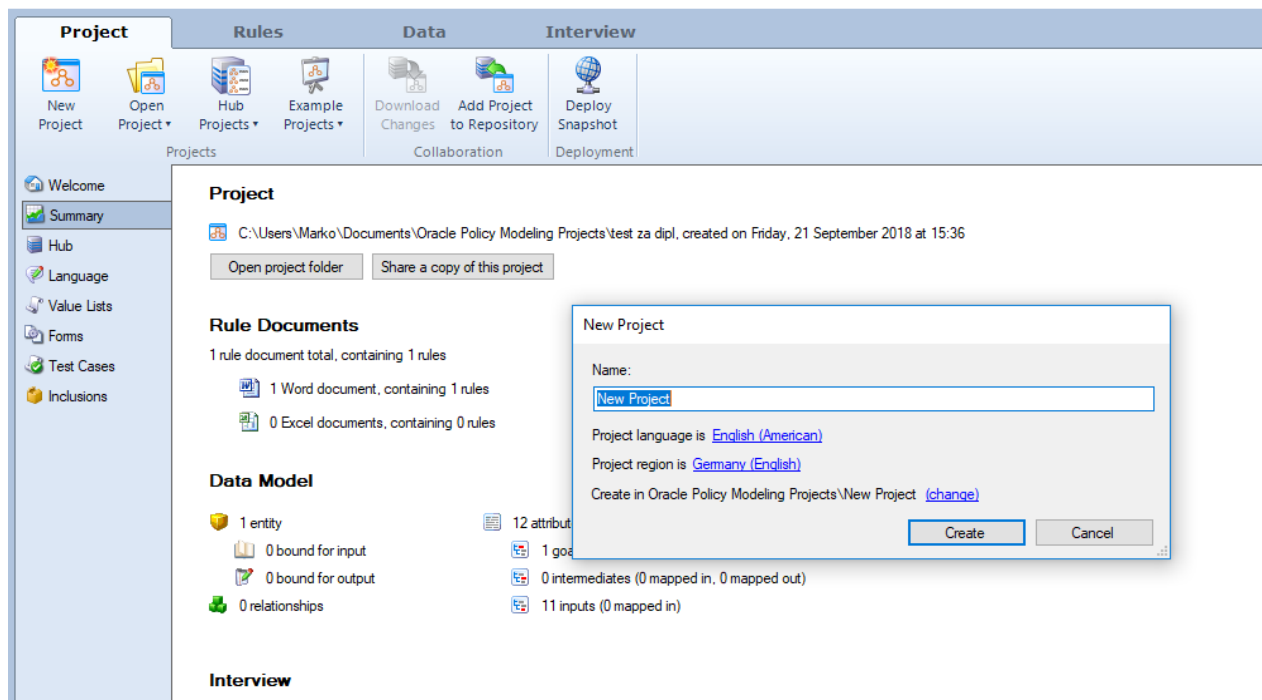 Project Rules Data Interview
New Project
Open Project
Hub Projects
Example Projects
Download Changes
Add Project to Repository
Deploy Snapshot
Projects Collaboration Deployment
Welcome
Summary
Hub
Language
Value Lists
Forms
Test Cases
Inclusions
Project
C:\Users\Marko\Documents\Oracle Policy Modeling Projects\test za dipl, created on Friday, 21 September 2018 at 15:36
Open project folder Share a copy of this project
Rule Documents
1 rule document total, containing 1 rules
1 Word document, containing 1 rules
0 Excel documents, containing 0 rules
Data Model
1 entity 12 attribut
0 bound for input 1 goa
0 bound for output 0 intermediates (0 mapped in, 0 mapped out)
0 relationships 11 inputs (0 mapped in)
Interview
New Project
Name:
New Project
Project language is English (American)
Project region is Germany (English)
Create in Oracle Policy Modeling Projects\New Project (change)
Create Cancel